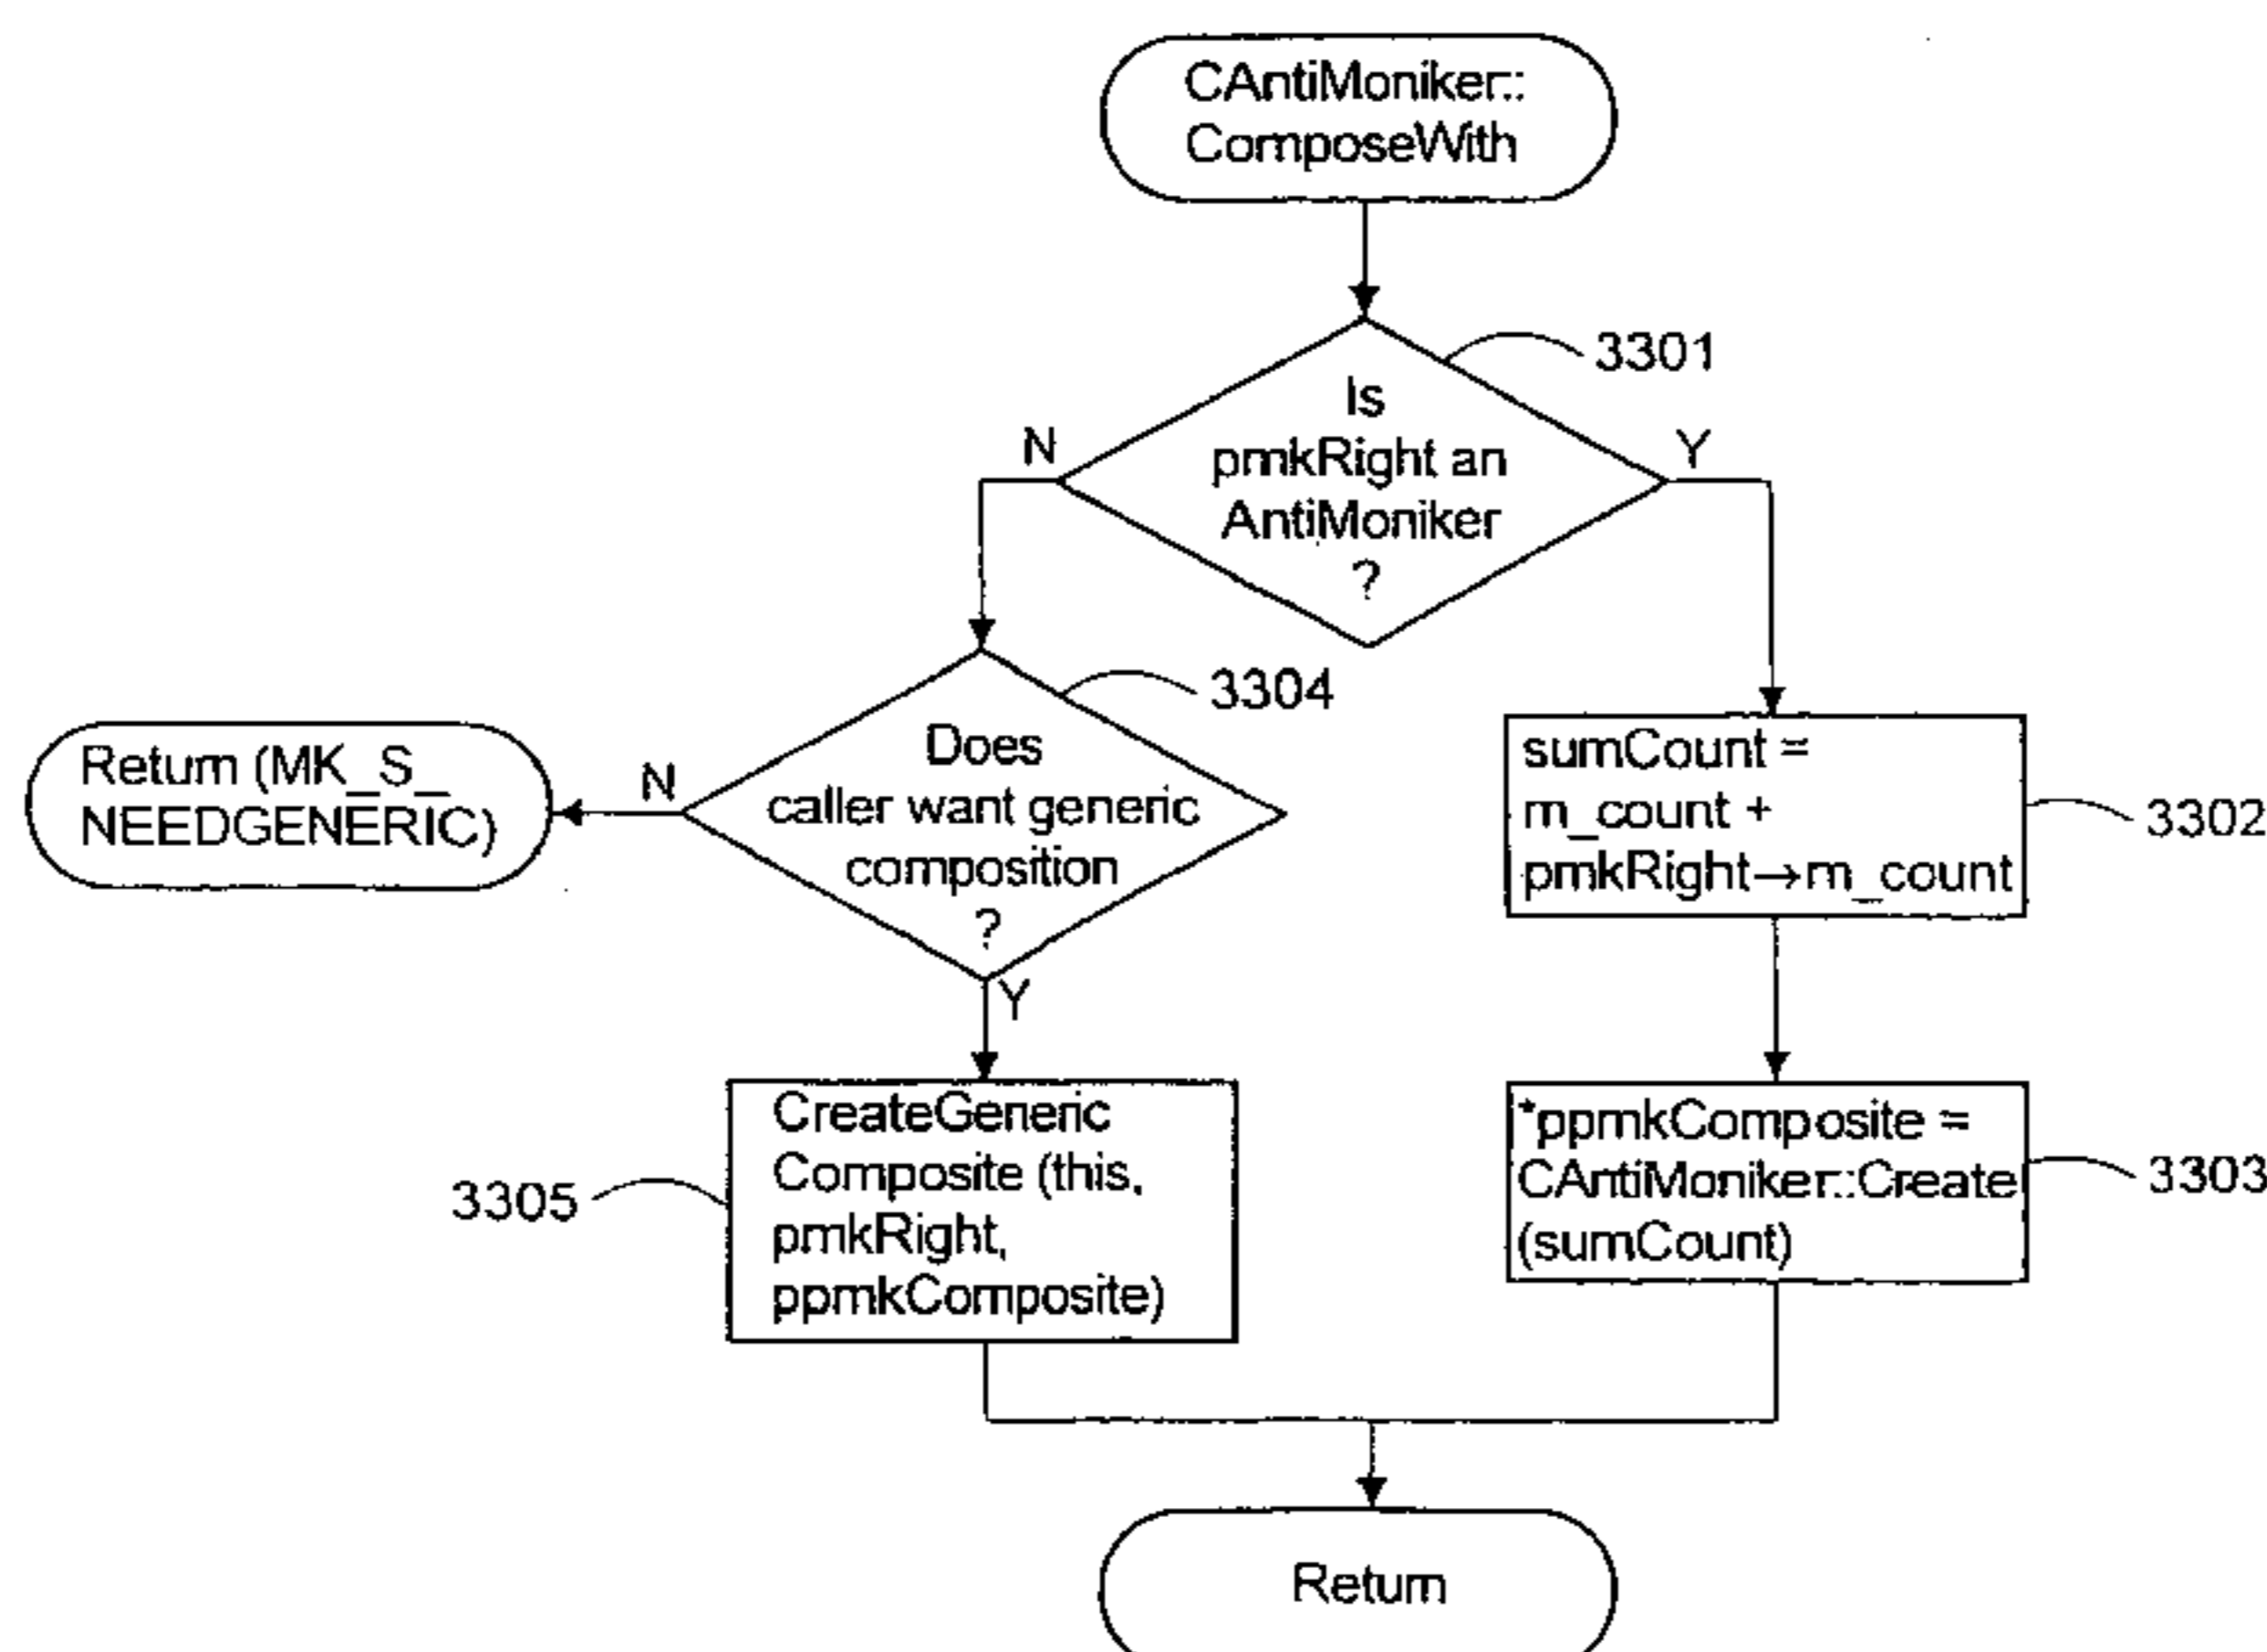 CAntiMoniker::
ComposeWith
3301
Is
pmkRight an
AntiMoniker
?
N
Y
3304
Does
caller want generic
composition
?
N
Y
Return (MK_S_
NEEDGENERIC)
sumCount =
m_count +
pmkRight→m_count
3302
CreateGeneric
Composite (this,
pmkRight,
ppmkComposite)
3305
*ppmkComposite =
CAntiMoniker::Create
(sumCount)
3303
Return